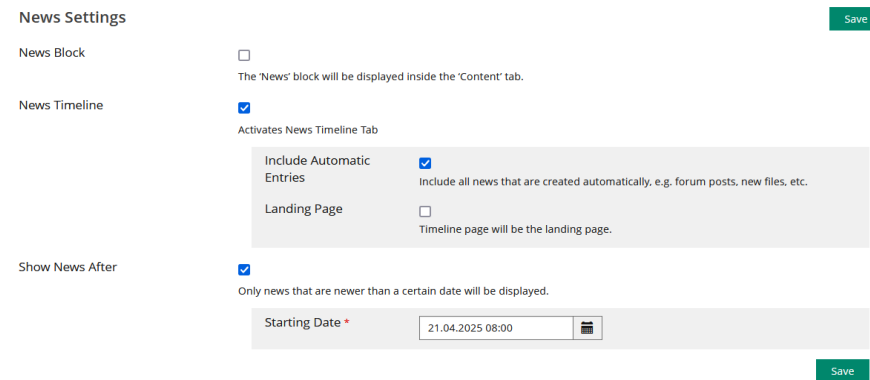 News Settings
Save
News Block
The ‘News’ block will be displayed inside the ‘Content’ tab.
News Timeline
Activates News Timeline Tab
Include Automatic
Entries
Include all news that are created automatically, e.g. forum posts, new files, etc.
Landing Page
Timeline page will be the landing page.
Show News After
Only news that are newer than a certain date will be displayed.
Starting Date *
21.04.2025 08:00
Save